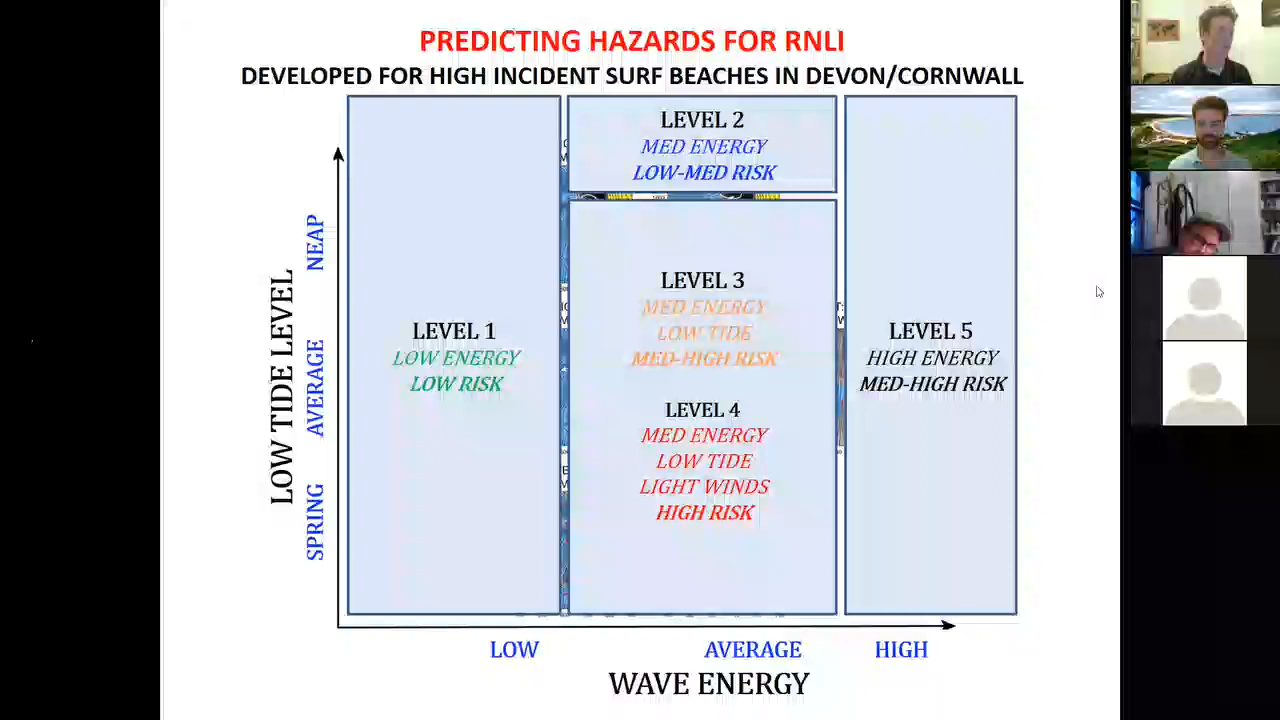 PREDICTING HAZARDS FOR RNLI
DEVELOPED FOR HIGH INCIDENT SURF BEACHES IN DEVON/CORNWALL
LEVEL 2
MED ENERGY
LOW-MED RISK
LEVEL 3
MED ENERGY
LOW TIDE
MED-HIGH RISK
LEVEL 1
LOW ENERGY
LOW RISK
LEVEL 5
HIGH ENERGY
MED-HIGH RISK
LEVEL 4
MED ENERGY
LOW TIDE
LIGHT WINDS
HIGH RISK
LOW TIDE LEVEL
NEAP
AVERAGE
SPRING
LOW
AVERAGE
HIGH
WAVE ENERGY